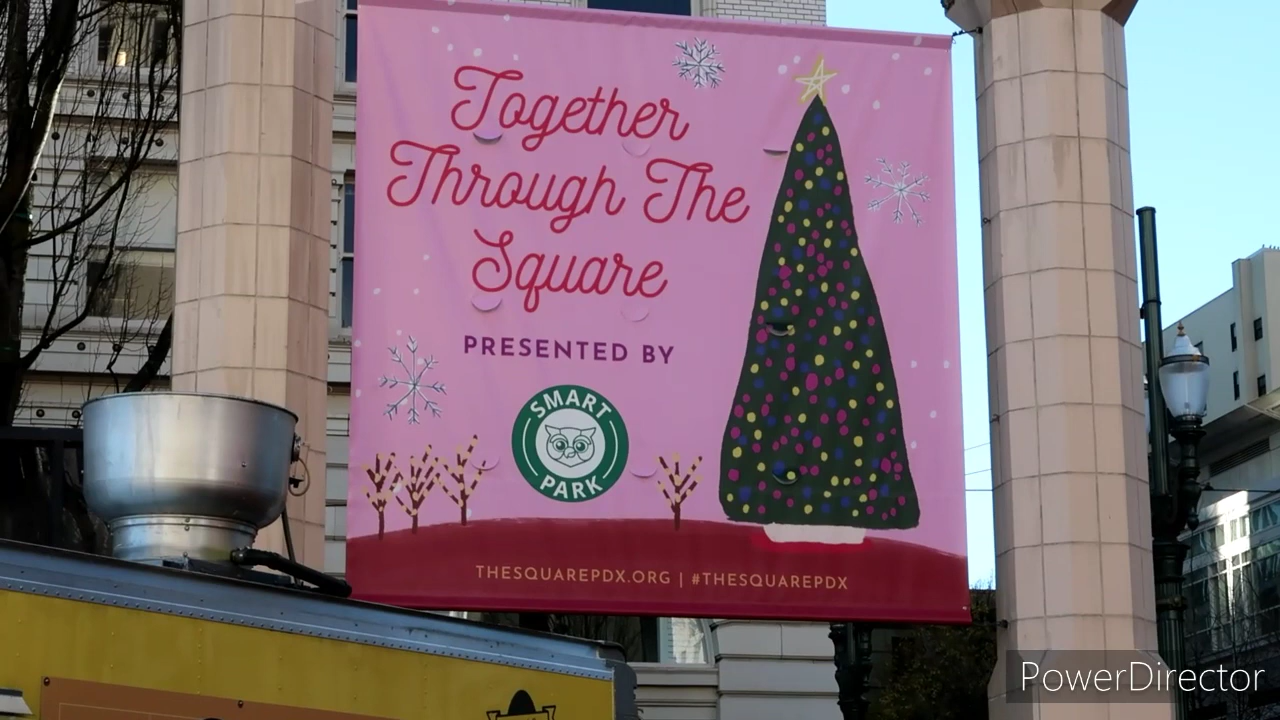 Together
Through The
Square
PRESENTED BY
SMART
PARK
THESQUAREPDX.ORG | #THESQUAREPDX
PowerDirector